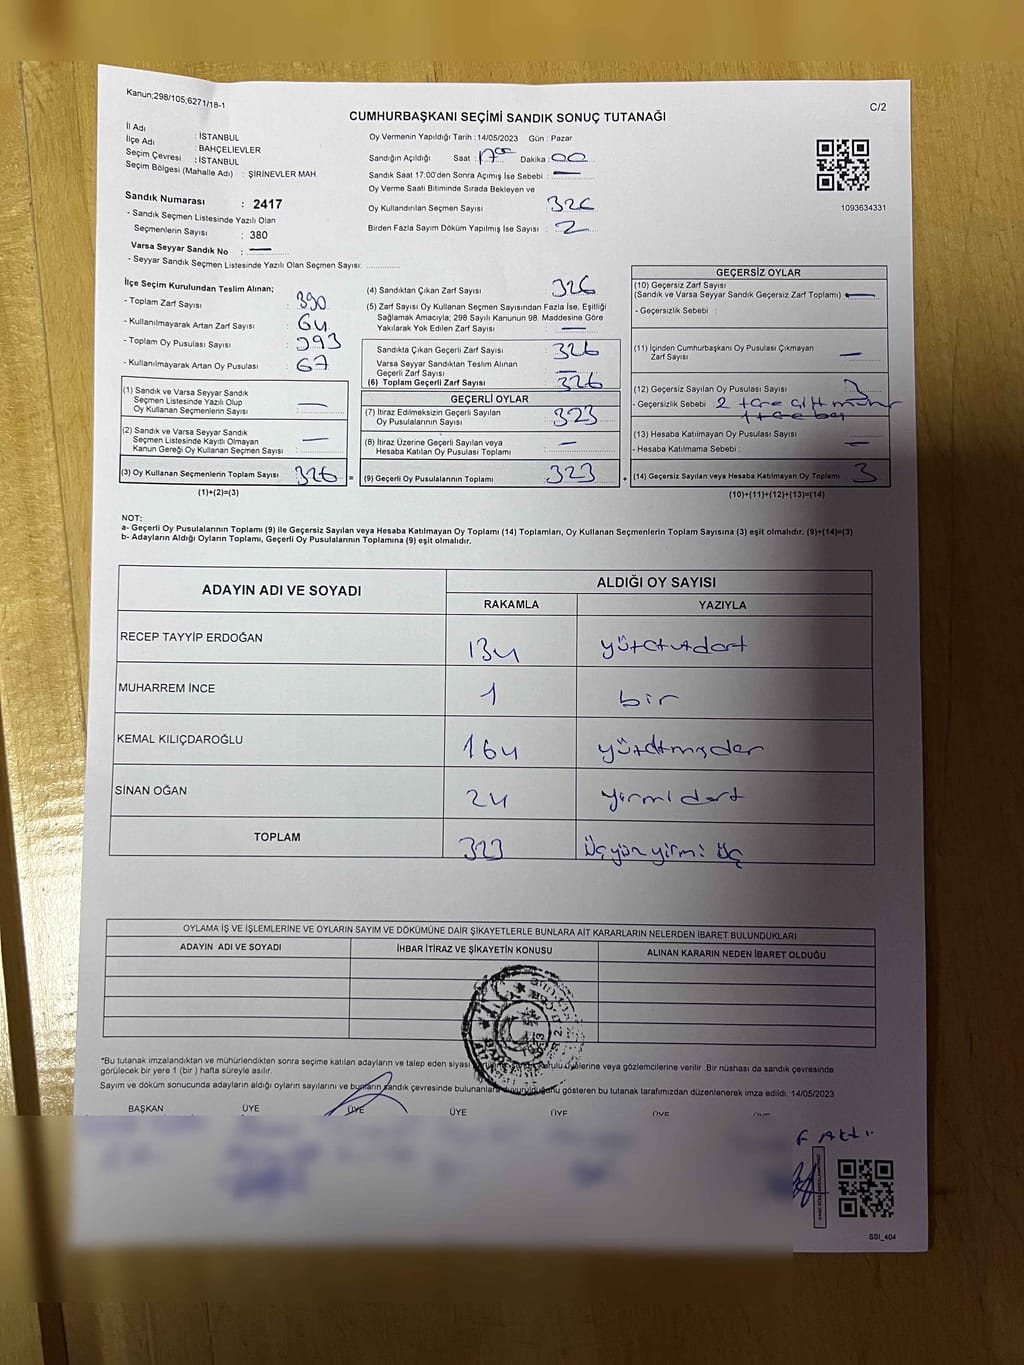 Kanun;298/105;6271/18-1
C/2
CUMHURBAŞKANI SEÇİMİ SANDIK SONUÇ TUTANAĞI
İl Adı : İSTANBUL
İlçe Adı : BAHÇELİEVLER
Seçim Çevresi : İSTANBUL
Seçim Bölgesi (Mahalle Adı) : ŞİRİNEVLER MAH.
Sandık Numarası : 2417
- Sandık Seçmen Listesinde Yazılı Olan
Seçmenlerin Sayısı : 380
Varsa Seyyar Sandık No : —
- Seyyar Sandık Seçmen Listesinde Yazılı Olan Seçmen Sayısı: ............
Oy Vermenin Yapıldığı Tarih : 14/05/2023 Gün : Pazar
Sandığın Açıldığı Saat : 17:00 Dakika : 00
Sandık Saat 17:00'den Sonra Açımış İse Sebebi : —
Oy Verme Saati Bitiminde Sırada Bekleyen ve
Oy Kullandırılan Seçmen Sayısı 326
Birden Fazla Sayım Döküm Yapılmış İse Sayısı : 2
1093634331
İlçe Seçim Kurulundan Teslim Alınan;
- Toplam Zarf Sayısı : 390
- Kullanılmayarak Artan Zarf Sayısı : 64
- Toplam Oy Pusulası Sayısı : 393
- Kullanılmayarak Artan Oy Pusulası : 67
(1) Sandık ve Varsa Seyyar Sandık
Seçmen Listesinde Yazılı Olup
Oy Kullanan Seçmenlerin Sayısı : —
(2) Sandık ve Varsa Seyyar Sandık
Seçmen Listesinde Kayıtlı Olmayan
Kanun Gereği Oy Kullanan Seçmen Sayısı : —
(3) Oy Kullanan Seçmenlerin Toplam Sayısı 326 =
(1)+(2)=(3)
(4) Sandıktan Çıkan Zarf Sayısı : 326
(5) Zarf Sayısı Oy Kullanan Seçmen Sayısından Fazla İse, Eşitliği
Sağlamak Amacıyla; 298 Sayılı Kanunun 98. Maddesine Göre
Yakılarak Yok Edilen Zarf Sayısı : —
Sandıkta Çıkan Geçerli Zarf Sayısı : 326
Varsa Seyyar Sandıktan Teslim Alınan
Geçerli Zarf Sayısı : —
(6) Toplam Geçerli Zarf Sayısı : 326
GEÇERLİ OYLAR
(7) İtiraz Edilmeksizin Geçerli Sayılan
Oy Pusulalarının Sayısı : 323
(8) İtiraz Üzerine Geçerli Sayılan veya
Hesaba Katılan Oy Pusulası Toplamı : —
(9) Geçerli Oy Pusulalarının Toplamı : 323 +
GEÇERSİZ OYLAR
(10) Geçersiz Zarf Sayısı
(Sandık ve Varsa Seyyar Sandık Geçersiz Zarf Toplamı) : —
- Geçersizlik Sebebi :
(11) İçinden Cumhurbaşkanı Oy Pusulası Çıkmayan
Zarf Sayısı : —
(12) Geçersiz Sayılan Oy Pusulası Sayısı : 3
- Geçersizlik Sebebi : 2 tane çift mühür
1 tane boş
(13) Hesaba Katılmayan Oy Pusulası Sayısı : —
- Hesaba Katılmama Sebebi : —
(14) Geçersiz Sayılan veya Hesaba Katılmayan Oy Toplamı 3
(10)+(11)+(12)+(13)=(14)
NOT:
a- Geçerli Oy Pusulalarının Toplamı (9) ile Geçersiz Sayılan veya Hesaba Katılmayan Oy Toplamı (14) Toplamları, Oy Kullanan Seçmenlerin Toplam Sayısına (3) eşit olmalıdır. (9)+(14)=(3)
b- Adayların Aldığı Oyların Toplamı, Geçerli Oy Pusulalarının Toplamına (9) eşit olmalıdır.
ADAYIN ADI VE SOYADI
ALDIĞI OY SAYISI
RAKAMLA YAZIYLA
RECEP TAYYİP ERDOĞAN 134 yüzotuzdört
MUHARREM İNCE 1 bir
KEMAL KILIÇDAROĞLU 164
SİNAN OĞAN 24 yirmi dört
TOPLAM 323 Üçyüz yirmi üç
OYLAMA İŞ VE İŞLEMLERİNE VE OYLARIN SAYIM VE DÖKÜMÜNE DAİR ŞİKAYETLERLE BUNLARA AİT KARARLARIN NELERDEN İBARET BULUNDUKLARI
ADAYIN ADI VE SOYADI İHBAR İTİRAZ VE ŞİKAYETİN KONUSU ALINAN KARARIN NEDEN İBARET OLDUĞU
*Bu tutanak imzalandıktan ve mühürlendikten sonra seçime katılan adayların ve talep eden siyasi üyelerine veya gözlemcilerine verilir .Bir nüshası da sandık çevresinde
görülecek bir yere 1 (bir ) hafta süreyle asılır.
Sayım ve döküm sonucunda adayların aldığı oyların sayılarını ve bunların sandık çevresinde bulunanlara duyurulduğunu gösteren bu tutanak tarafımızdan düzenlenerek imza edildi. 14/05/2023
BAŞKAN ÜYE ÜYE ÜYE ÜYE ÜYE ÜYE
SSI_404